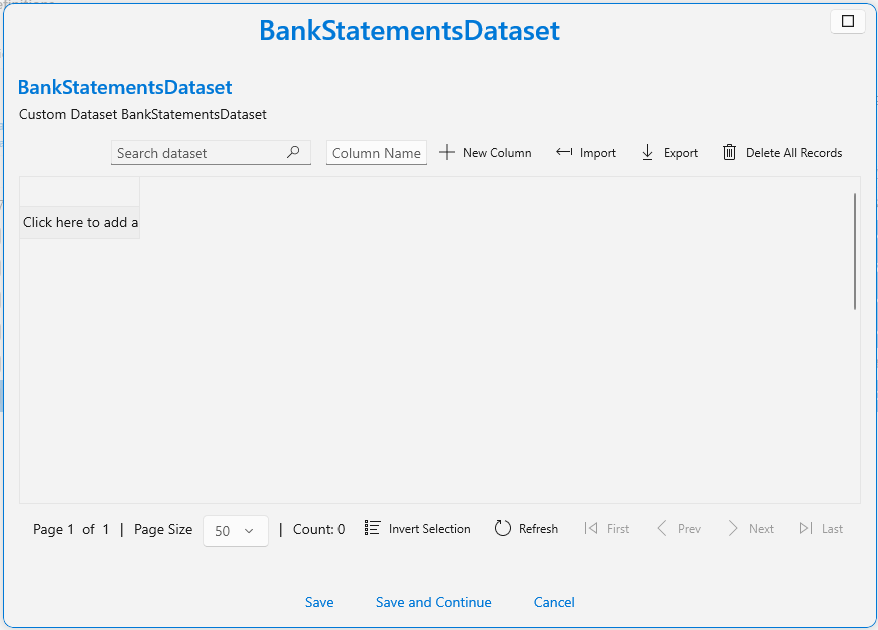 BankStatementsDataset
BankStatementsDataset
Custom Dataset BankStatementsDataset
Search dataset Column Name New Column Import Export Delete All Records
Click here to add a
Page 1 of 1 | Page Size 50 | Count: 0 Invert Selection Refresh First Prev Next Last
Save Save and Continue Cancel